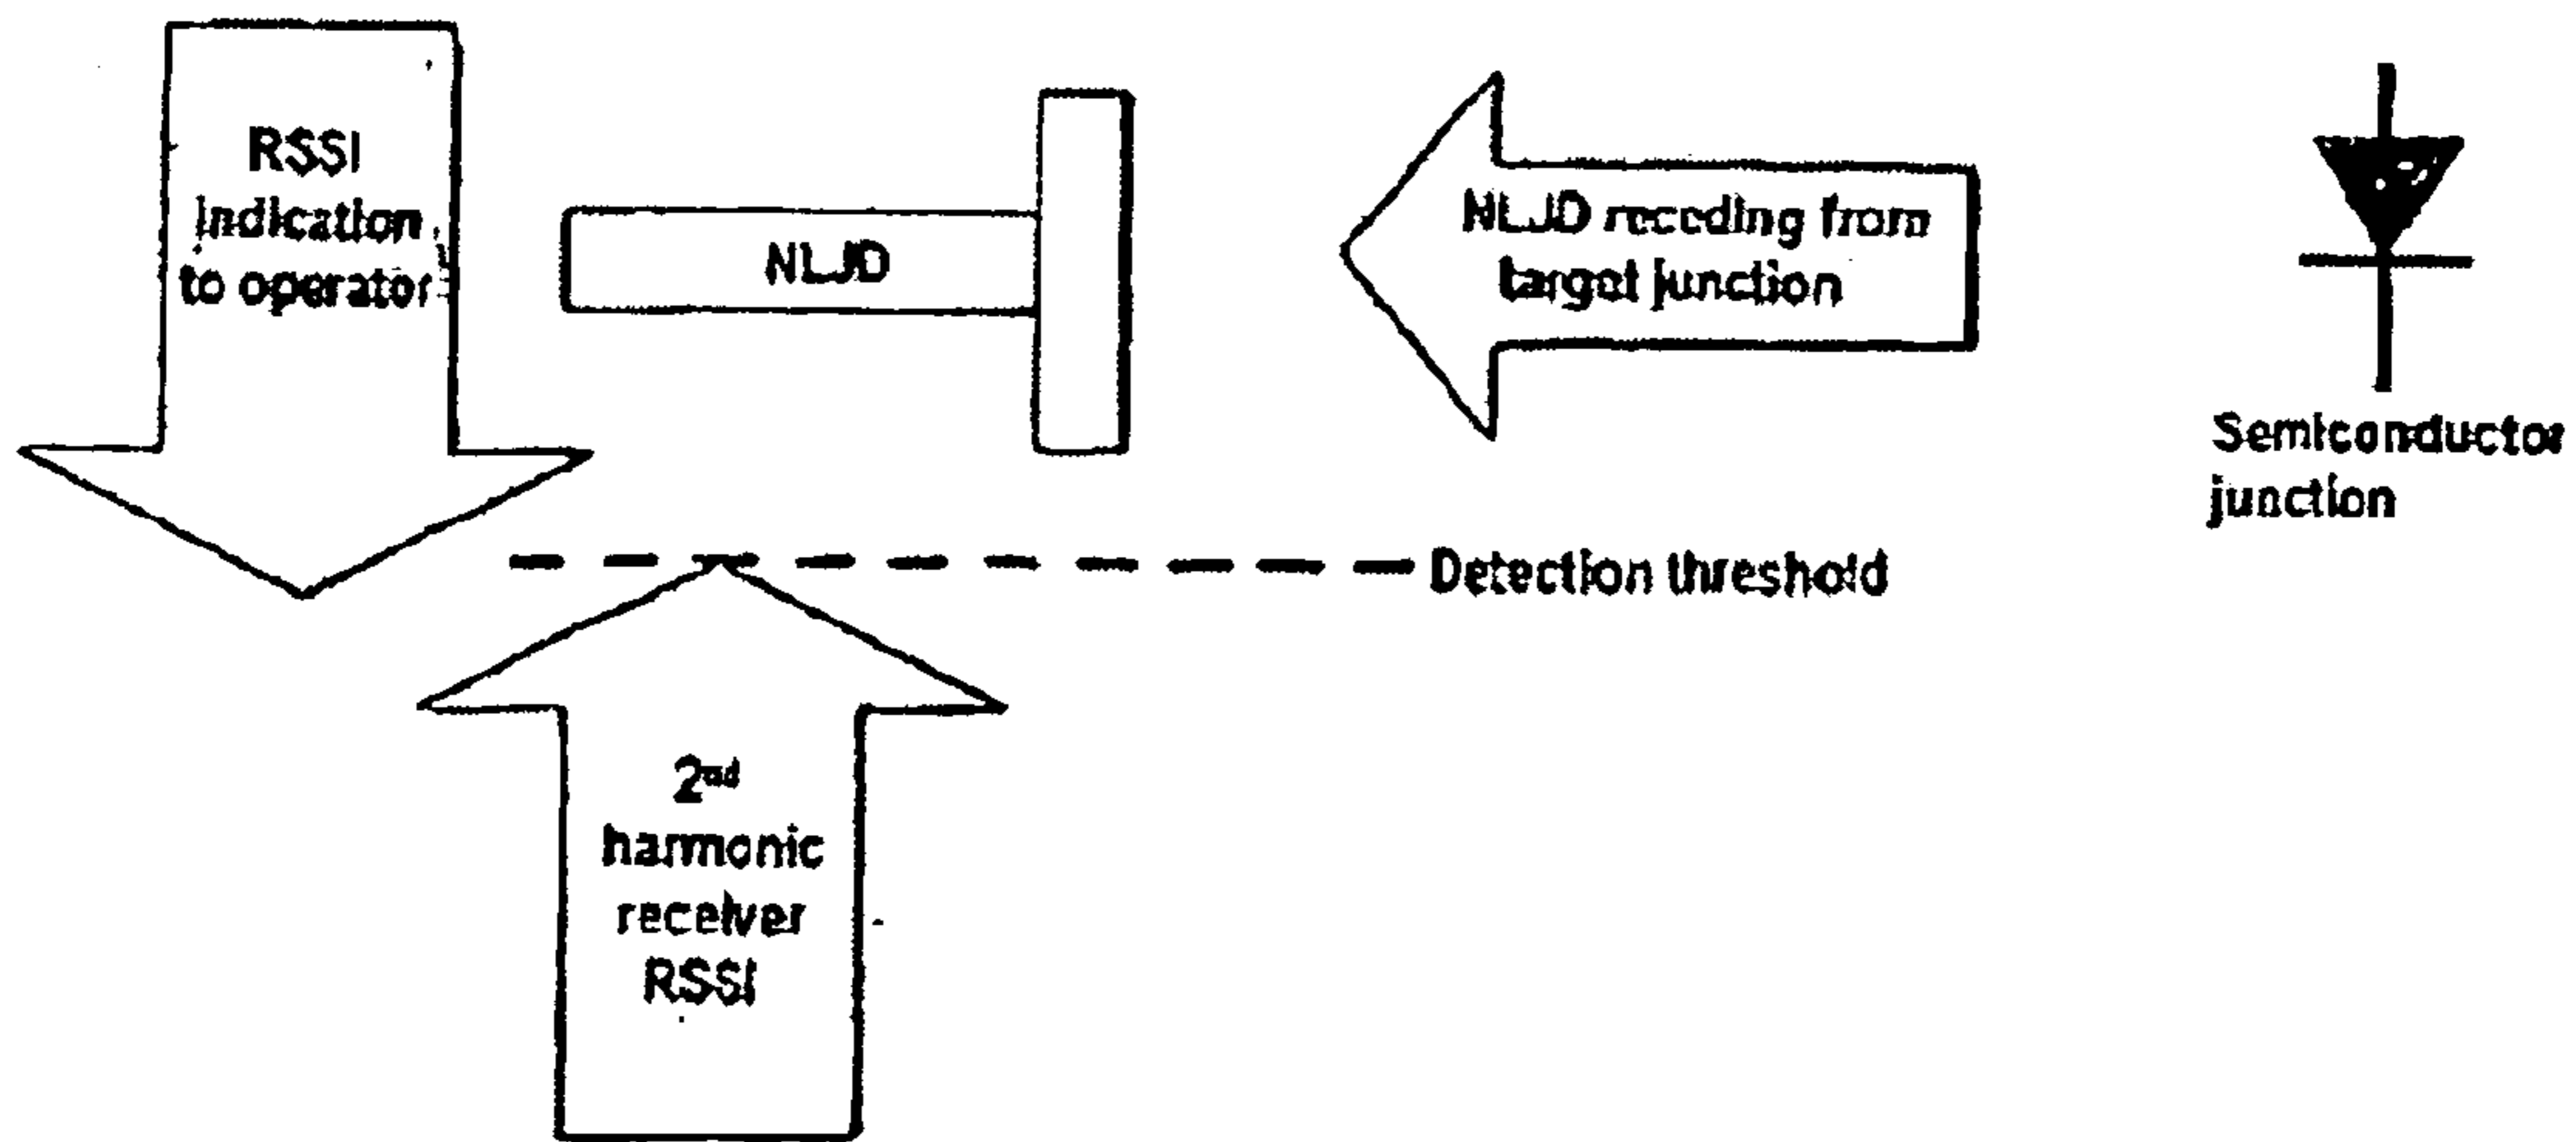 RSSI
indication
to operator
NLJD
NLJD receding from
target junction
Semiconductor
junction
Detection threshold
2nd
harmonic
receiver
RSSI